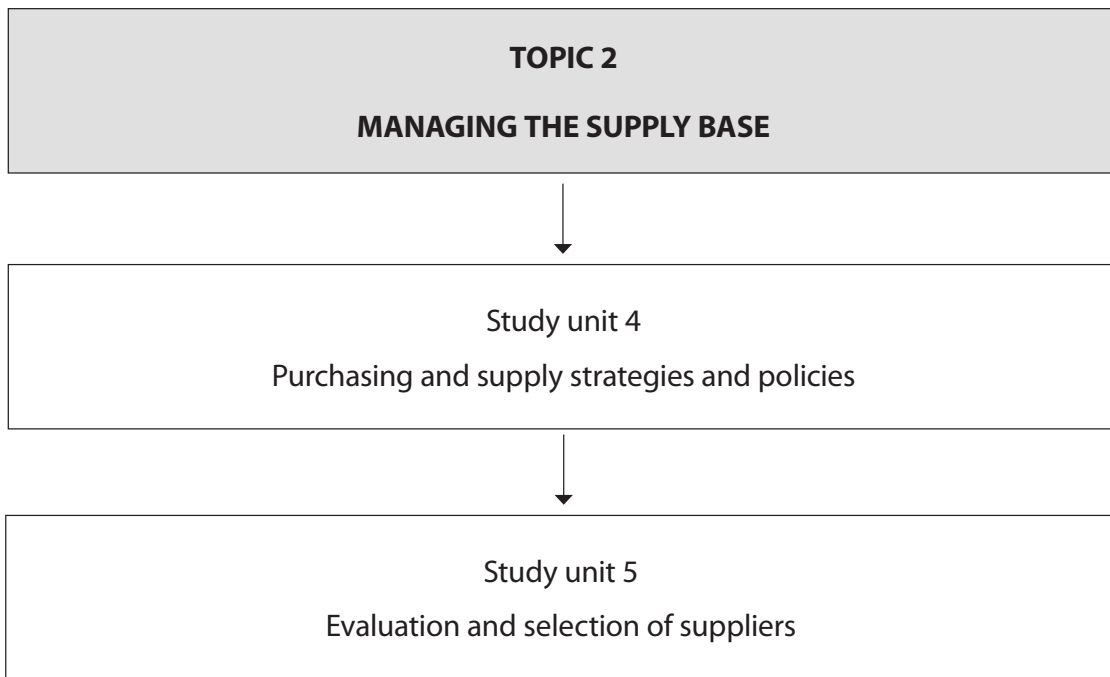 TOPIC 2
MANAGING THE SUPPLY BASE
Study unit 4
Purchasing and supply strategies and policies
Study unit 5
Evaluation and selection of suppliers